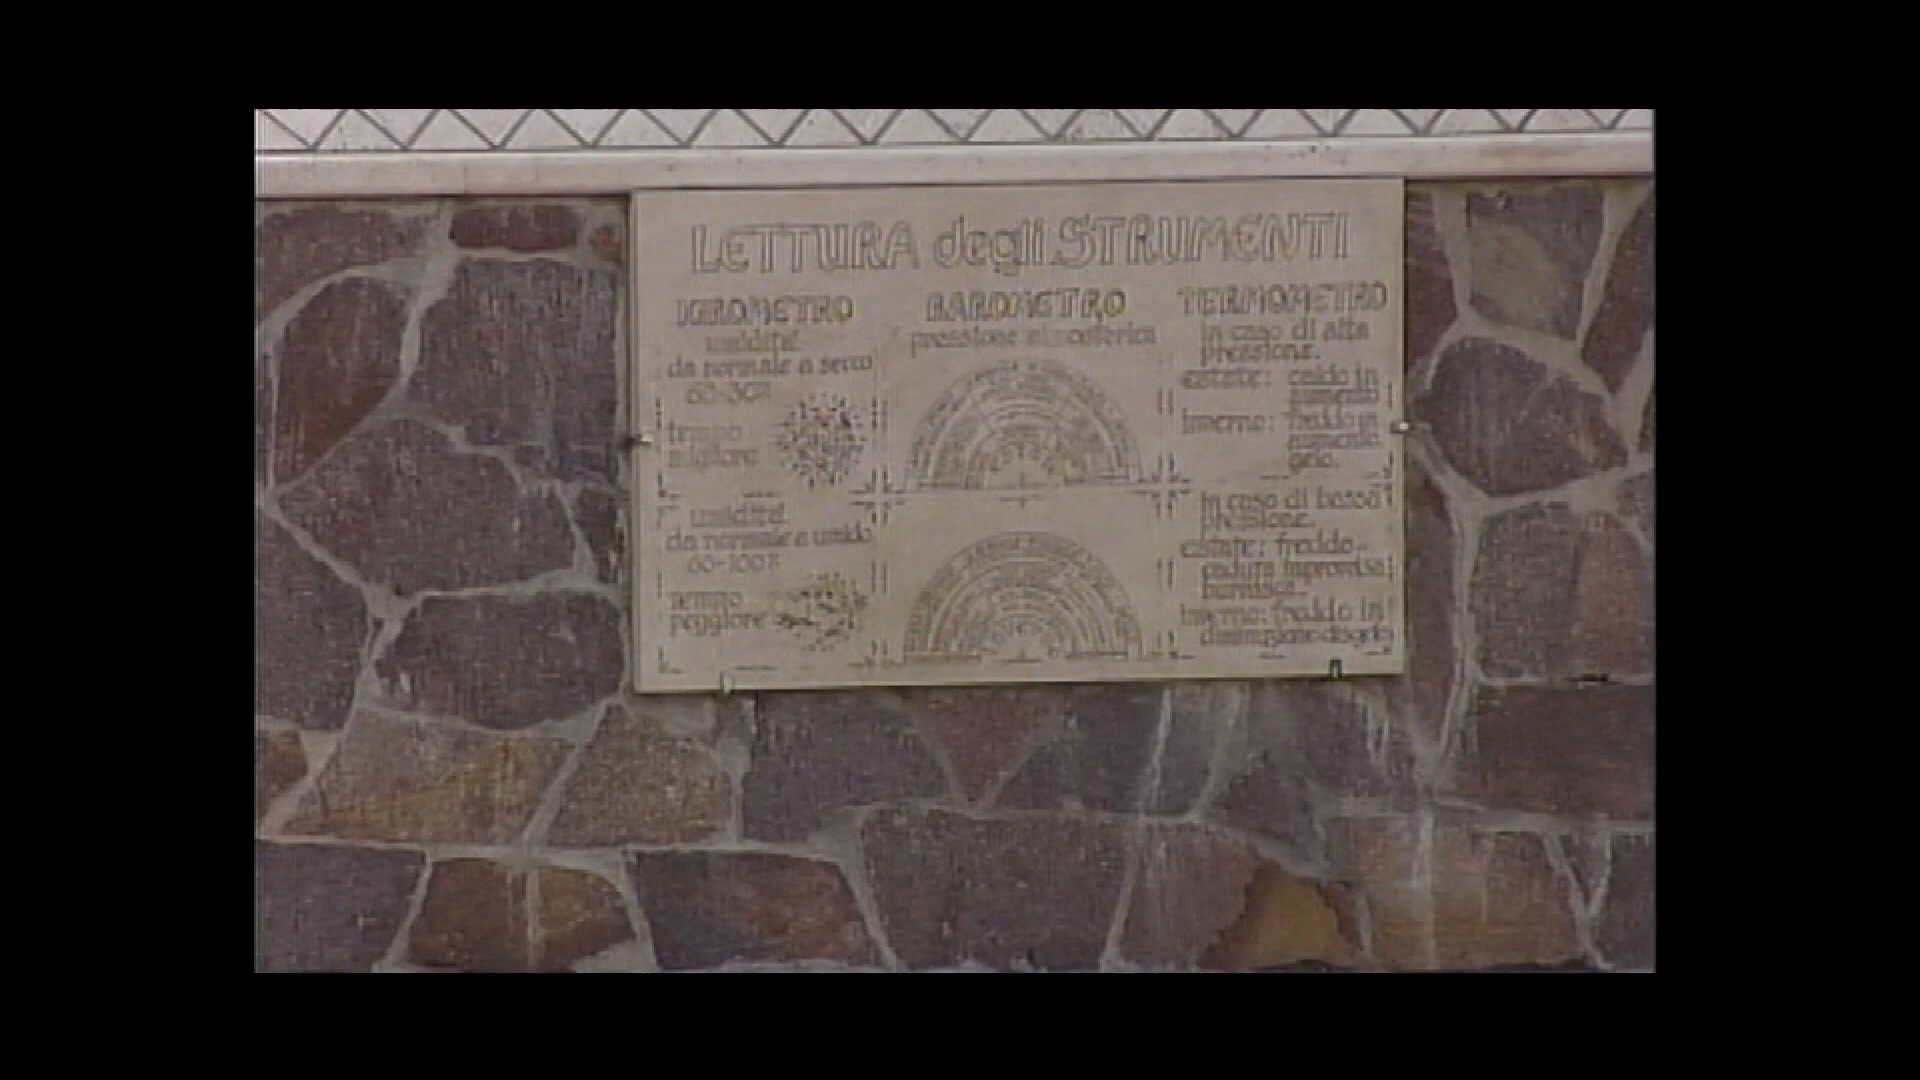 LETTURA degli STRUMENTI
IGROMETRO
umidità
da normale a secco
60-30%
tempo
migliore
umidità
da normale a umido
60-100%
tempo
peggiore
BAROMETRO
pressione atmosferica
TERMOMETRO
in caso di alta
pressione.
estate: caldo in
aumento
inverno: freddo in
aumento
gelo.
in caso di bassa
pressione.
estate: freddo-
caduta improvvisa
burrasca.
inverno: freddo in
diminuzione-disgelo